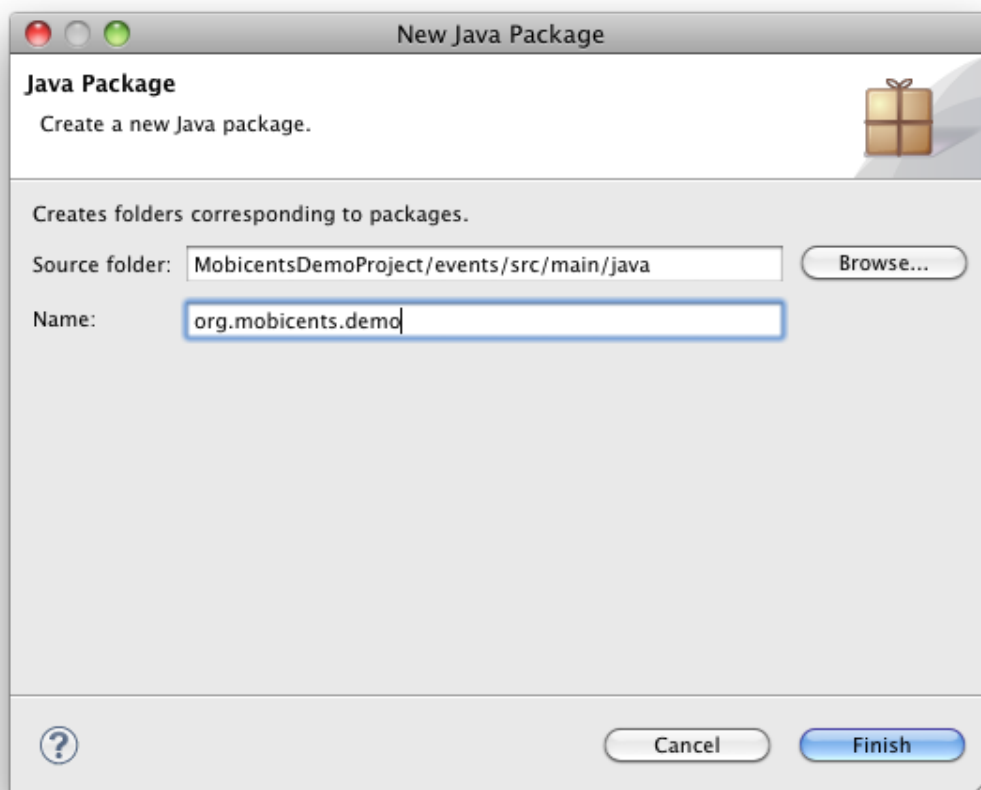 New Java Package
Java Package
Create a new Java package.
Creates folders corresponding to packages.
Source folder: MobicentsDemoProject/events/src/main/java Browse...
Name: org.mobicents.demo
? Cancel Finish